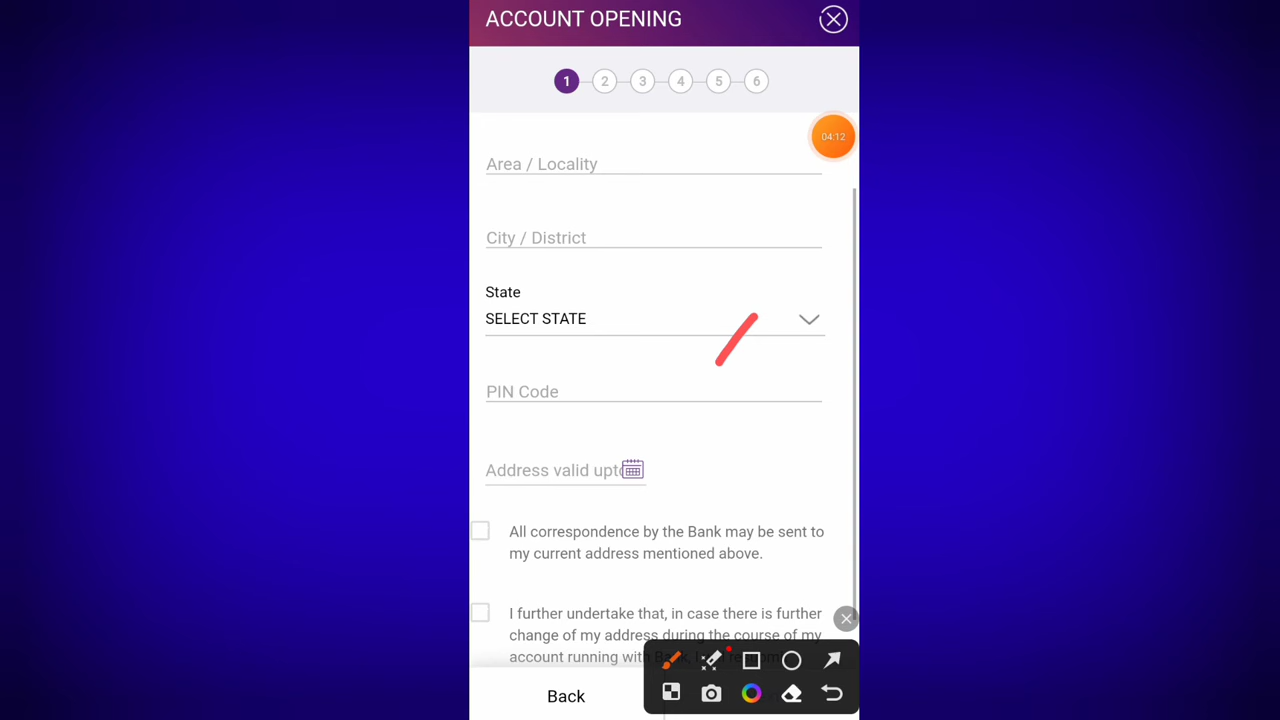 ACCOUNT OPENING
1 2 3 4 5 6
04:12
Area / Locality
City / District
State
SELECT STATE
PIN Code
Address valid upto
All correspondence by the Bank may be sent to
my current address mentioned above.
I further undertake that, in case there is further
change of my address during the course of my
account running with Bank, I
Back